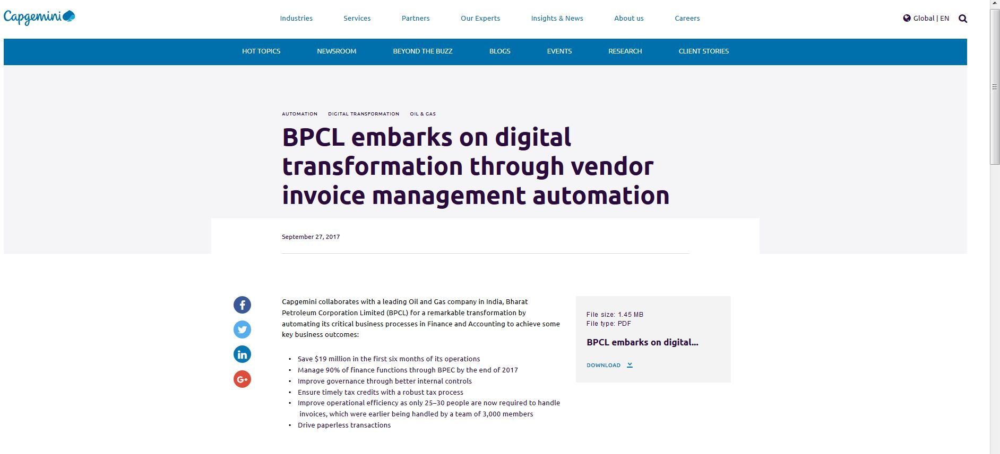 Capgemini
Industries Services Partners Our Experts Insights & News About us Careers
Global | EN
HOT TOPICS NEWSROOM BEYOND THE BUZZ BLOGS EVENTS RESEARCH CLIENT STORIES
AUTOMATION DIGITAL TRANSFORMATION OIL & GAS
BPCL embarks on digital
transformation through vendor
invoice management automation
September 27, 2017
Capgemini collaborates with a leading Oil and Gas company in India, Bharat
Petroleum Corporation Limited (BPCL) for a remarkable transformation by
automating its critical business processes in Finance and Accounting to achieve some
key business outcomes:
• Save $19 million in the first six months of its operations
• Manage 90% of finance functions through BPEC by the end of 2017
• Improve governance through better internal controls
• Ensure timely tax credits with a robust tax process
• Improve operational efficiency as only 25–30 people are now required to handle
invoices, which were earlier being handled by a team of 3,000 members
• Drive paperless transactions
File size: 1.45 MB
File type: PDF
BPCL embarks on digital...
DOWNLOAD
f
in
G+